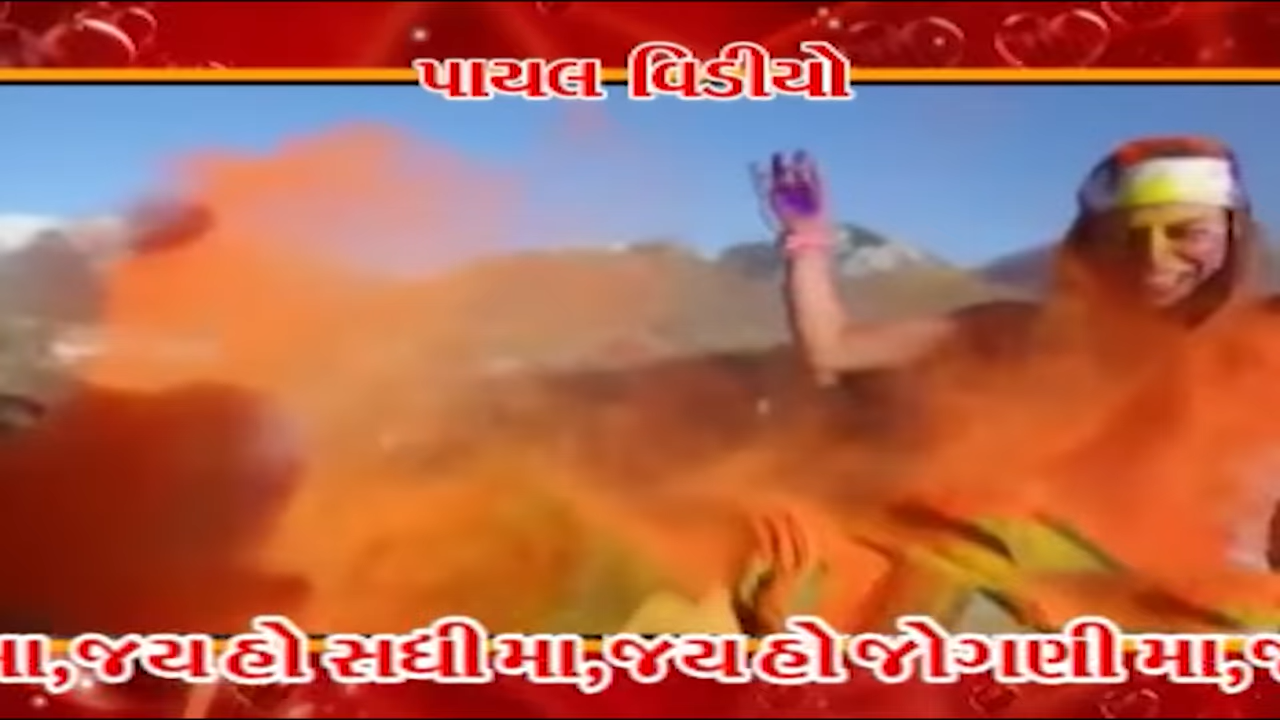 પાયલ વિડીયો
મા,જય હો સધી મા,જય હો જોગણી મા,જ